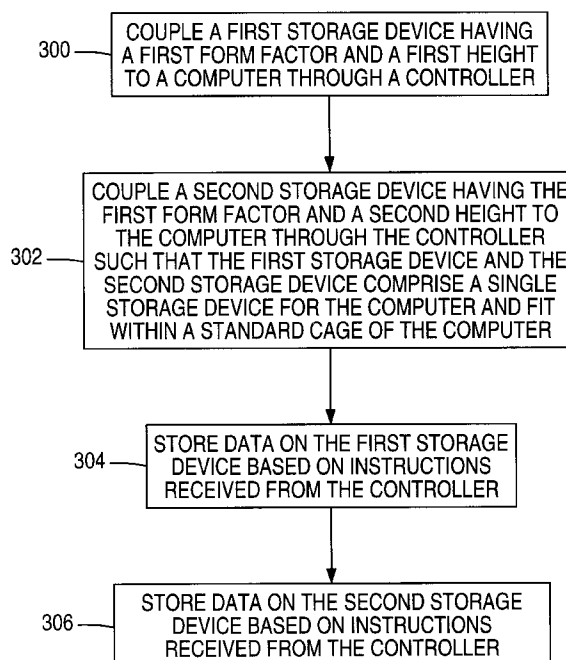 COUPLE A FIRST STORAGE DEVICE HAVING
A FIRST FORM FACTOR AND A FIRST HEIGHT
TO A COMPUTER THROUGH A CONTROLLER
300
COUPLE A SECOND STORAGE DEVICE HAVING THE
FIRST FORM FACTOR AND A SECOND HEIGHT TO
THE COMPUTER THROUGH THE CONTROLLER
SUCH THAT THE FIRST STORAGE DEVICE AND THE
SECOND STORAGE DEVICE COMPRISE A SINGLE
STORAGE DEVICE FOR THE COMPUTER AND FIT
WITHIN A STANDARD CAGE OF THE COMPUTER
302
STORE DATA ON THE FIRST STORAGE
DEVICE BASED ON INSTRUCTIONS
RECEIVED FROM THE CONTROLLER
304
STORE DATA ON THE SECOND STORAGE
DEVICE BASED ON INSTRUCTIONS
RECEIVED FROM THE CONTROLLER
306